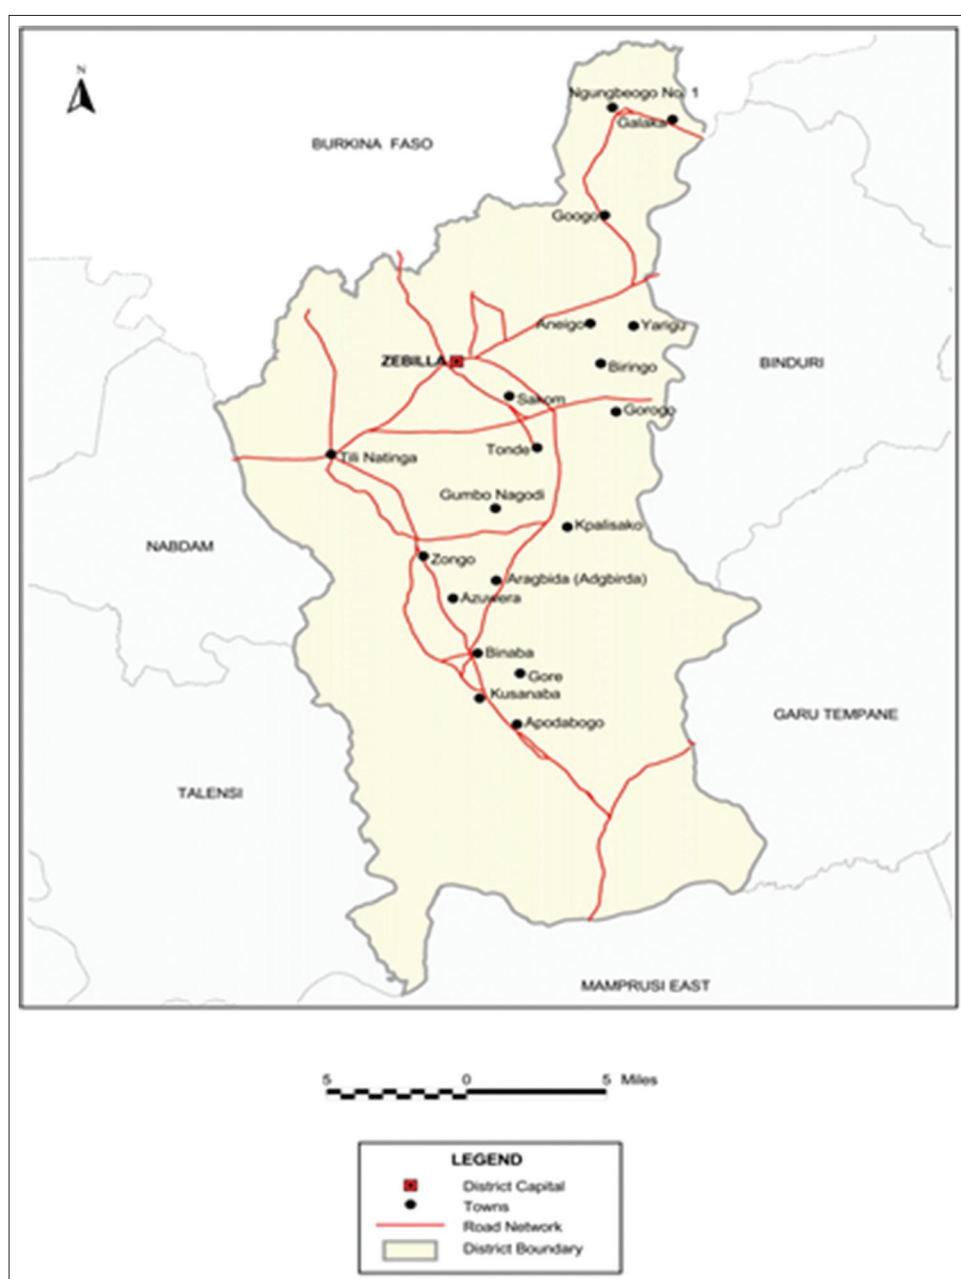 N
Ngungbeogo No. 1
Galaka
BURKINA FASO
Googo
Aneigo
Yarigu
ZEBILLA
Biringo
BINDURI
Sakom
Gorogo
Tonde
Tili Natinga
Gumbo Nagodi
Kpalisako
NABDAM
Zongo
Aragbida (Adgbirda)
Azuwera
Binaba
Gore
Kusanaba
GARU TEMPANE
Apodabogo
TALENSI
MAMPRUSI EAST
5 0 5 Miles
LEGEND
District Capital
Towns
Road Network
District Boundary